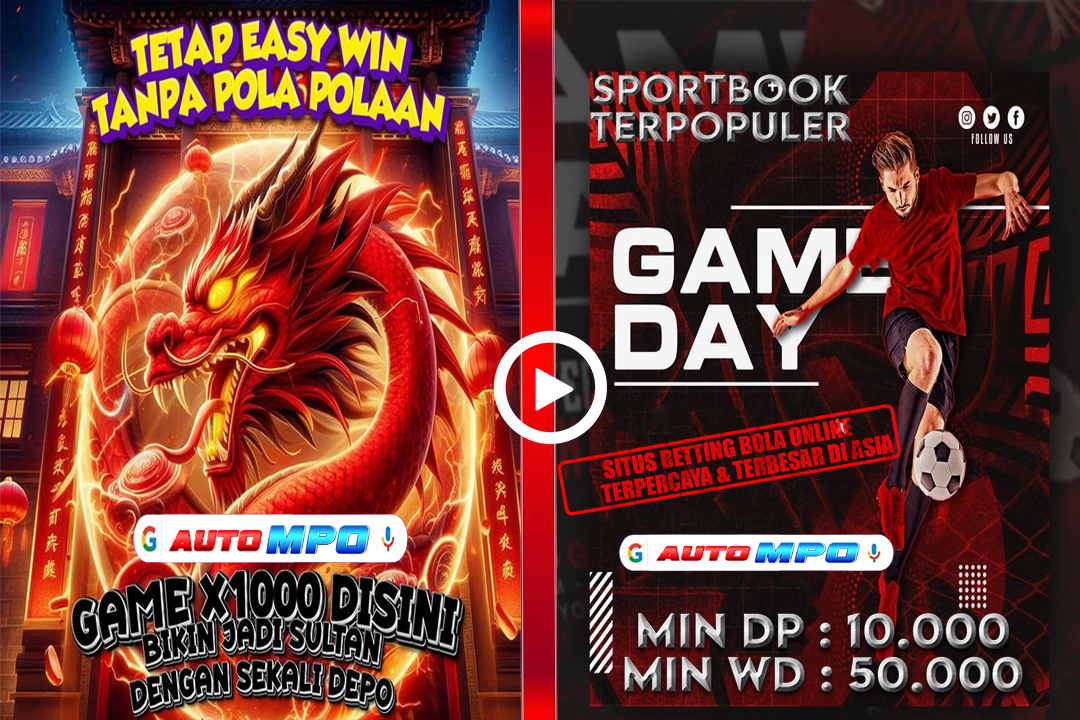 TETAP EASY WIN
TANPA POLA POLAAN
G AUTO MPO
GAME X1000 DISINI
BIKIN JADI SULTAN
DENGAN SEKALI DEPO
SPORTBOOK
TERPOPULER
FOLLOW US
GAME
DAY
SITUS BETTING BOLA ONLINE
TERPERCAYA & TERBESAR DI ASIA
G AUTO MPO
MIN DP : 10.000
MIN WD : 50.000